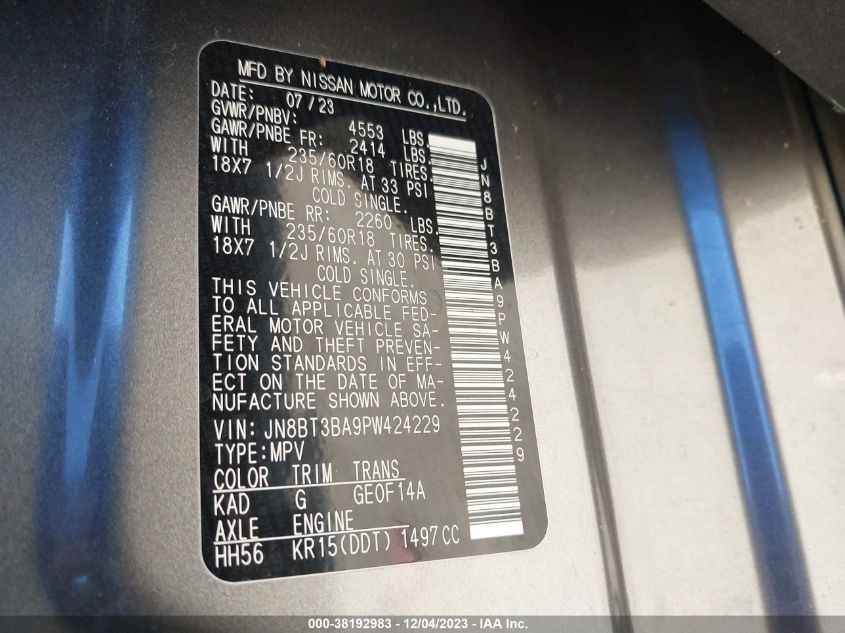 MFD BY NISSAN MOTOR CO.,LTD.
DATE: 07/23
GVWR/PNBV: 4553 LBS.
GAWR/PNBE FR: 2414 LBS.
WITH 235/60R18 TIRES.
18X7 1/2J RIMS. AT 33 PSI
COLD SINGLE.
GAWR/PNBE RR: 2260 LBS.
WITH 235/60R18 TIRES.
18X7 1/2J RIMS. AT 30 PSI
COLD SINGLE.
THIS VEHICLE CONFORMS
TO ALL APPLICABLE FED-
ERAL MOTOR VEHICLE SA-
FETY AND THEFT PREVEN-
TION STANDARDS IN EFF-
ECT ON THE DATE OF MA-
NUFACTURE SHOWN ABOVE.
VIN: JN8BT3BA9PW424229
TYPE:MPV
COLOR TRIM TRANS
KAD G GE0F14A
AXLE ENGINE
HH56 KR15(DDT) 1497CC
JN8BT3BA9PW424229
000-38192983 - 12/04/2023 - IAA Inc.